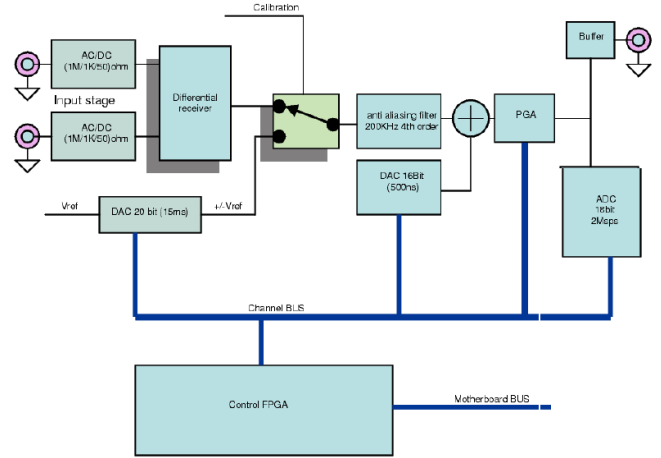 Calibration
AC/DC
(1M/1K/50)ohm
Input stage
AC/DC
(1M/1K/50)ohm
Differential
receiver
anti aliasing filter
200KHz 4th order
PGA
Buffer
DAC 16Bit
(500ns)
ADC
18bit
2Msps
Vref
DAC 20 bit (15ms)
+/-Vref
Channel BUS
Control FPGA
Motherboard BUS